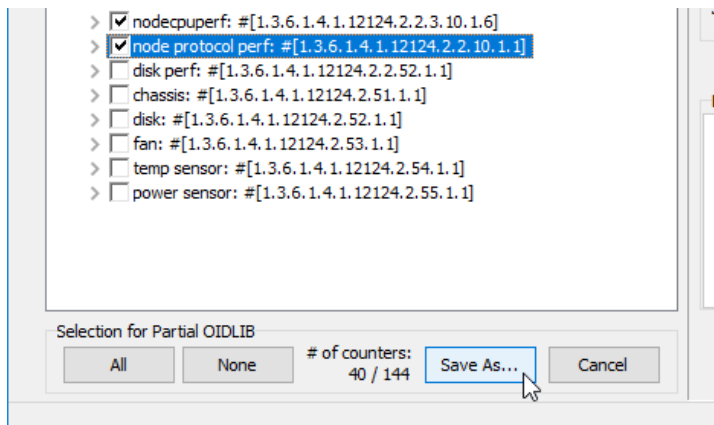 nodecpuperf: #[1.3.6.1.4.1.12124.2.2.3.10.1.6]
node protocol perf: #[1.3.6.1.4.1.12124.2.2.10.1.1]
disk perf: #[1.3.6.1.4.1.12124.2.2.52.1.1]
chassis: #[1.3.6.1.4.1.12124.2.51.1.1]
disk: #[1.3.6.1.4.1.12124.2.52.1.1]
fan: #[1.3.6.1.4.1.12124.2.53.1.1]
temp sensor: #[1.3.6.1.4.1.12124.2.54.1.1]
power sensor: #[1.3.6.1.4.1.12124.2.55.1.1]
Selection for Partial OIDLIB
All
None
# of counters:
40 / 144
Save As...
Cancel